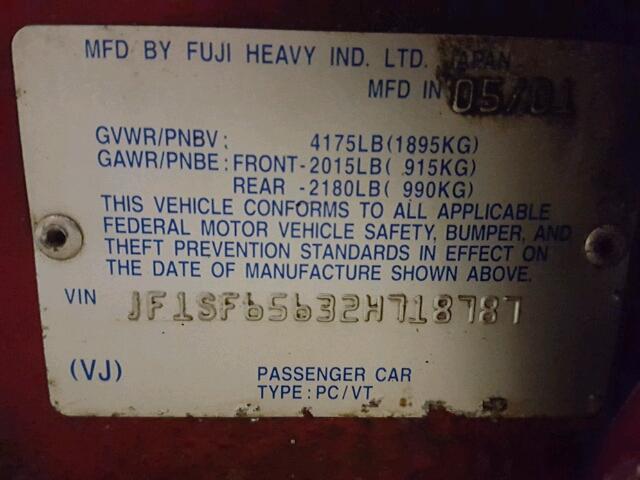 MFD BY FUJI HEAVY IND. LTD. JAPAN
MFD IN 05/01
GVWR/PNBV: 4175LB(1895KG)
GAWR/PNBE: FRONT-2015LB( 915KG)
REAR -2180LB( 990KG)
THIS VEHICLE CONFORMS TO ALL APPLICABLE
FEDERAL MOTOR VEHICLE SAFETY, BUMPER, AND
THEFT PREVENTION STANDARDS IN EFFECT ON
THE DATE OF MANUFACTURE SHOWN ABOVE.
VIN JF1SF65632H718787
(VJ) PASSENGER CAR
TYPE: PC/VT